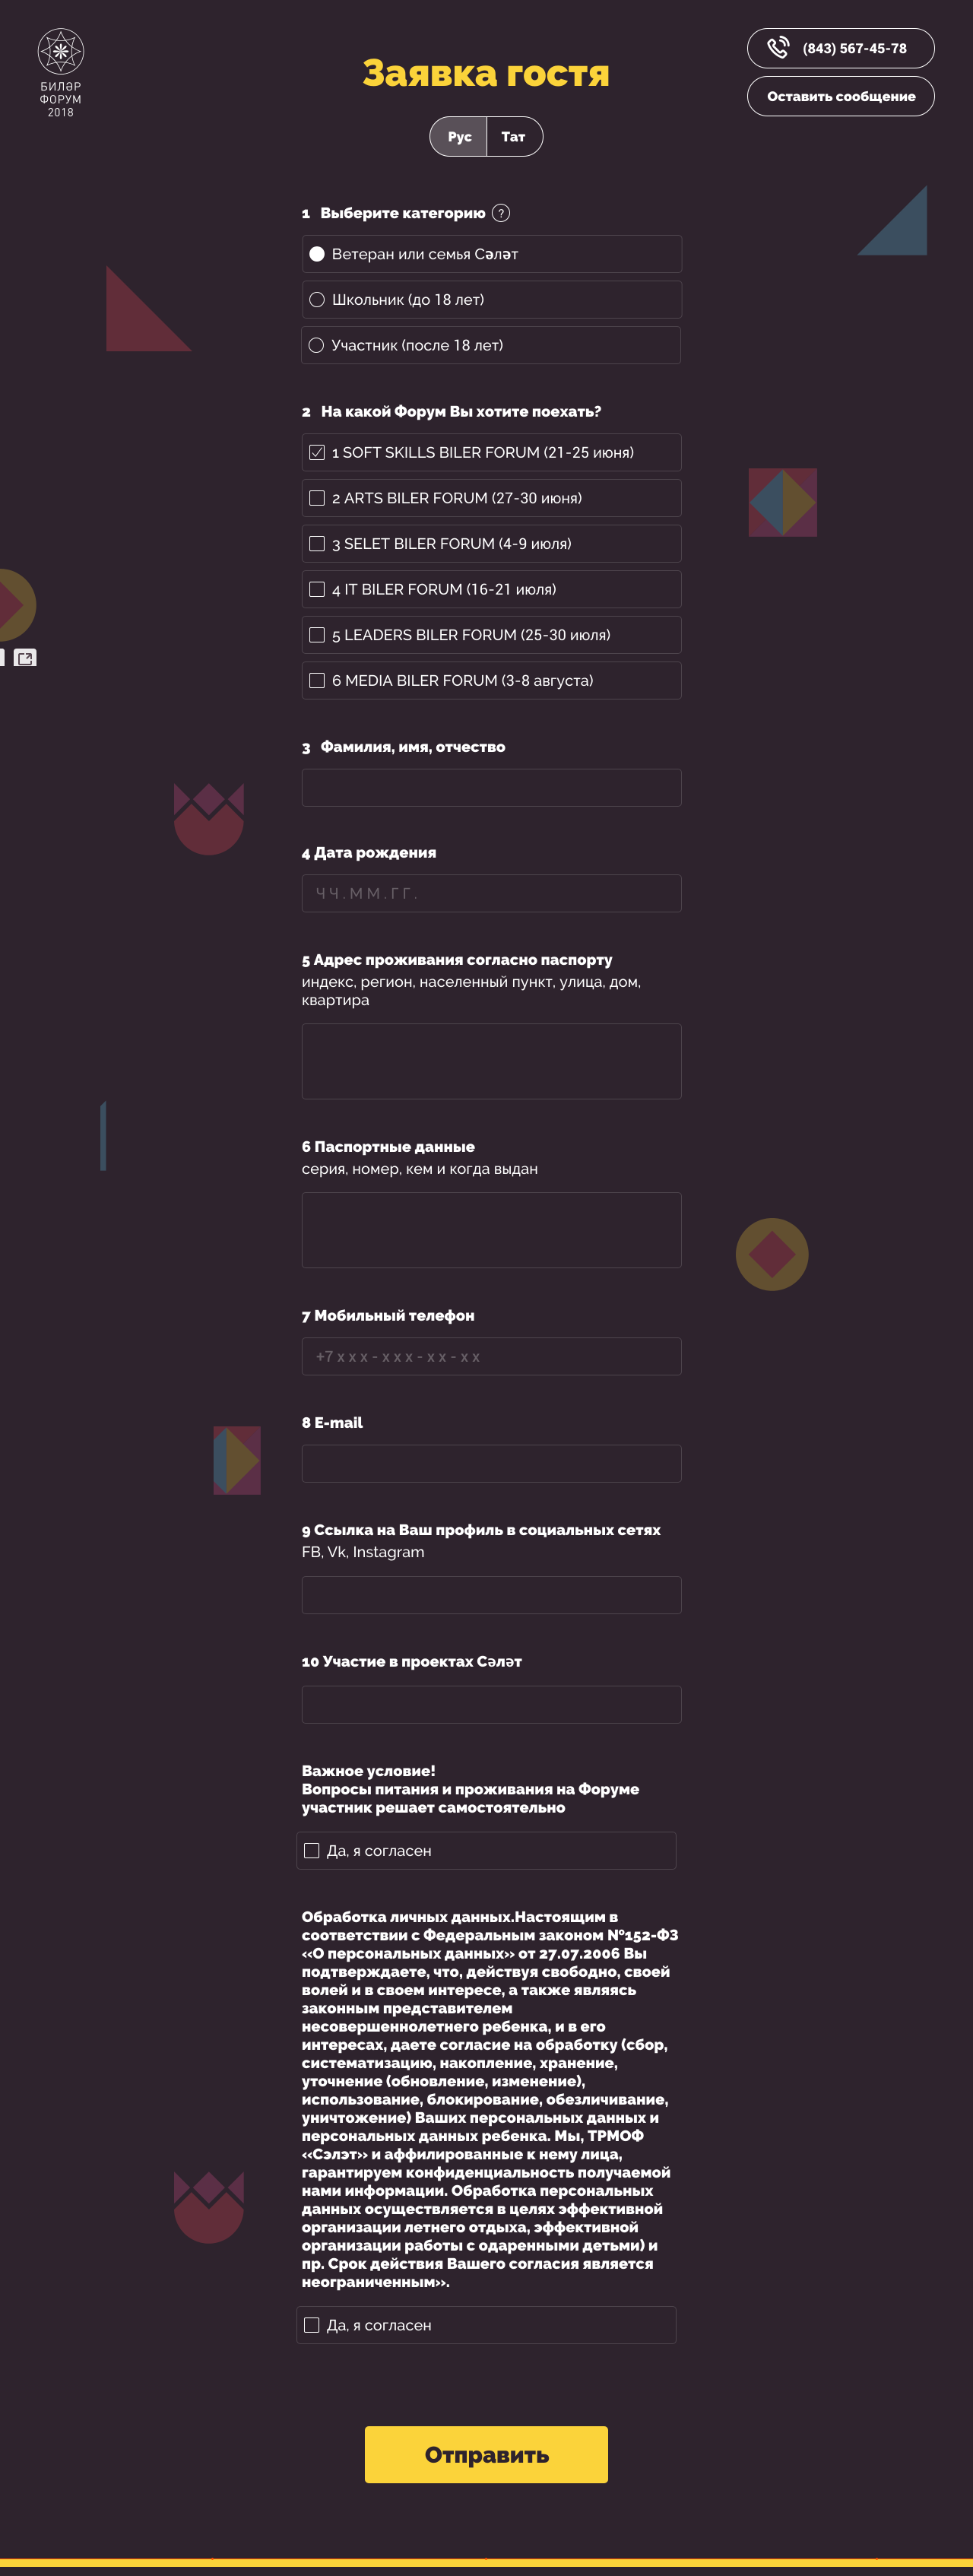 БИЛӘР
ФОРУМ
2018
Заявка гостя
(843) 567-45-78
Оставить сообщение
Рус Тат
1 Выберите категорию ?
Ветеран или семья Сәләт
Школьник (до 18 лет)
Участник (после 18 лет)
2 На какой Форум Вы хотите поехать?
1 SOFT SKILLS BILER FORUM (21-25 июня)
2 ARTS BILER FORUM (27-30 июня)
3 SELET BILER FORUM (4-9 июля)
4 IT BILER FORUM (16-21 июля)
5 LEADERS BILER FORUM (25-30 июля)
6 MEDIA BILER FORUM (3-8 августа)
3 Фамилия, имя, отчество
4 Дата рождения
ЧЧ.ММ.ГГ.
5 Адрес проживания согласно паспорту
индекс, регион, населенный пункт, улица, дом,
квартира
6 Паспортные данные
серия, номер, кем и когда выдан
7 Мобильный телефон
+7 x x x - x x x - x x - x x
8 E-mail
9 Ссылка на Ваш профиль в социальных сетях
FB, Vk, Instagram
10 Участие в проектах Сәләт
Важное условие!
Вопросы питания и проживания на Форуме
участник решает самостоятельно
Да, я согласен
Обработка личных данных.Настоящим в
соответствии с Федеральным законом №152-ФЗ
«О персональных данных» от 27.07.2006 Вы
подтверждаете, что, действуя свободно, своей
волей и в своем интересе, а также являясь
законным представителем
несовершеннолетнего ребенка, и в его
интересах, даете согласие на обработку (сбор,
систематизацию, накопление, хранение,
уточнение (обновление, изменение),
использование, блокирование, обезличивание,
уничтожение) Ваших персональных данных и
персональных данных ребенка. Мы, ТРМОФ
«Сэлэт» и аффилированные к нему лица,
гарантируем конфиденциальность получаемой
нами информации. Обработка персональных
данных осуществляется в целях эффективной
организации летнего отдыха, эффективной
организации работы с одаренными детьми) и
пр. Срок действия Вашего согласия является
неограниченным».
Да, я согласен
Отправить